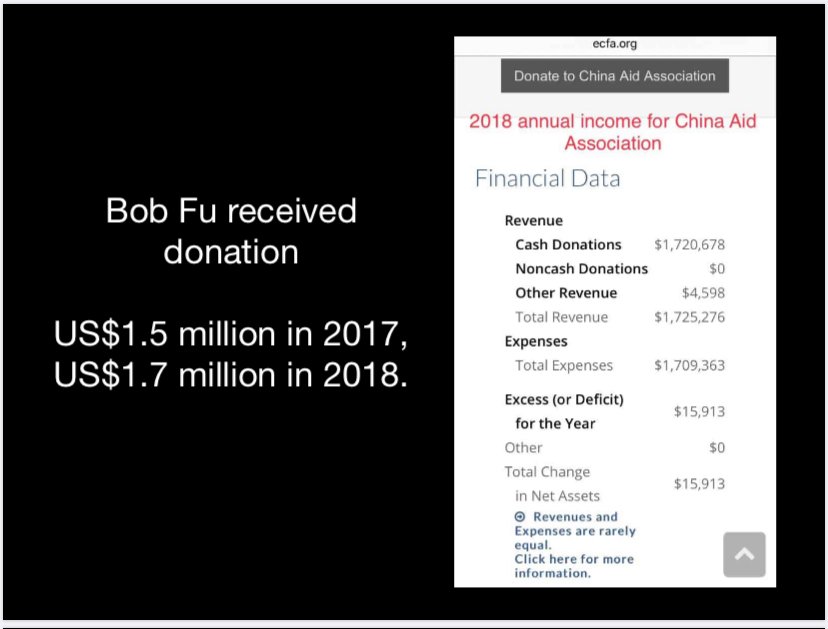 Bob Fu received
donation
US$1.5 million in 2017,
US$1.7 million in 2018.
ecfa.org
Donate to China Aid Association
2018 annual income for China Aid
Association
Financial Data
Revenue
Cash Donations $1,720,678
Noncash Donations $0
Other Revenue $4,598
Total Revenue $1,725,276
Expenses
Total Expenses $1,709,363
Excess (or Deficit)
for the Year $15,913
Other $0
Total Change
in Net Assets $15,913
Revenues and
Expenses are rarely
equal.
Click here for more
information.